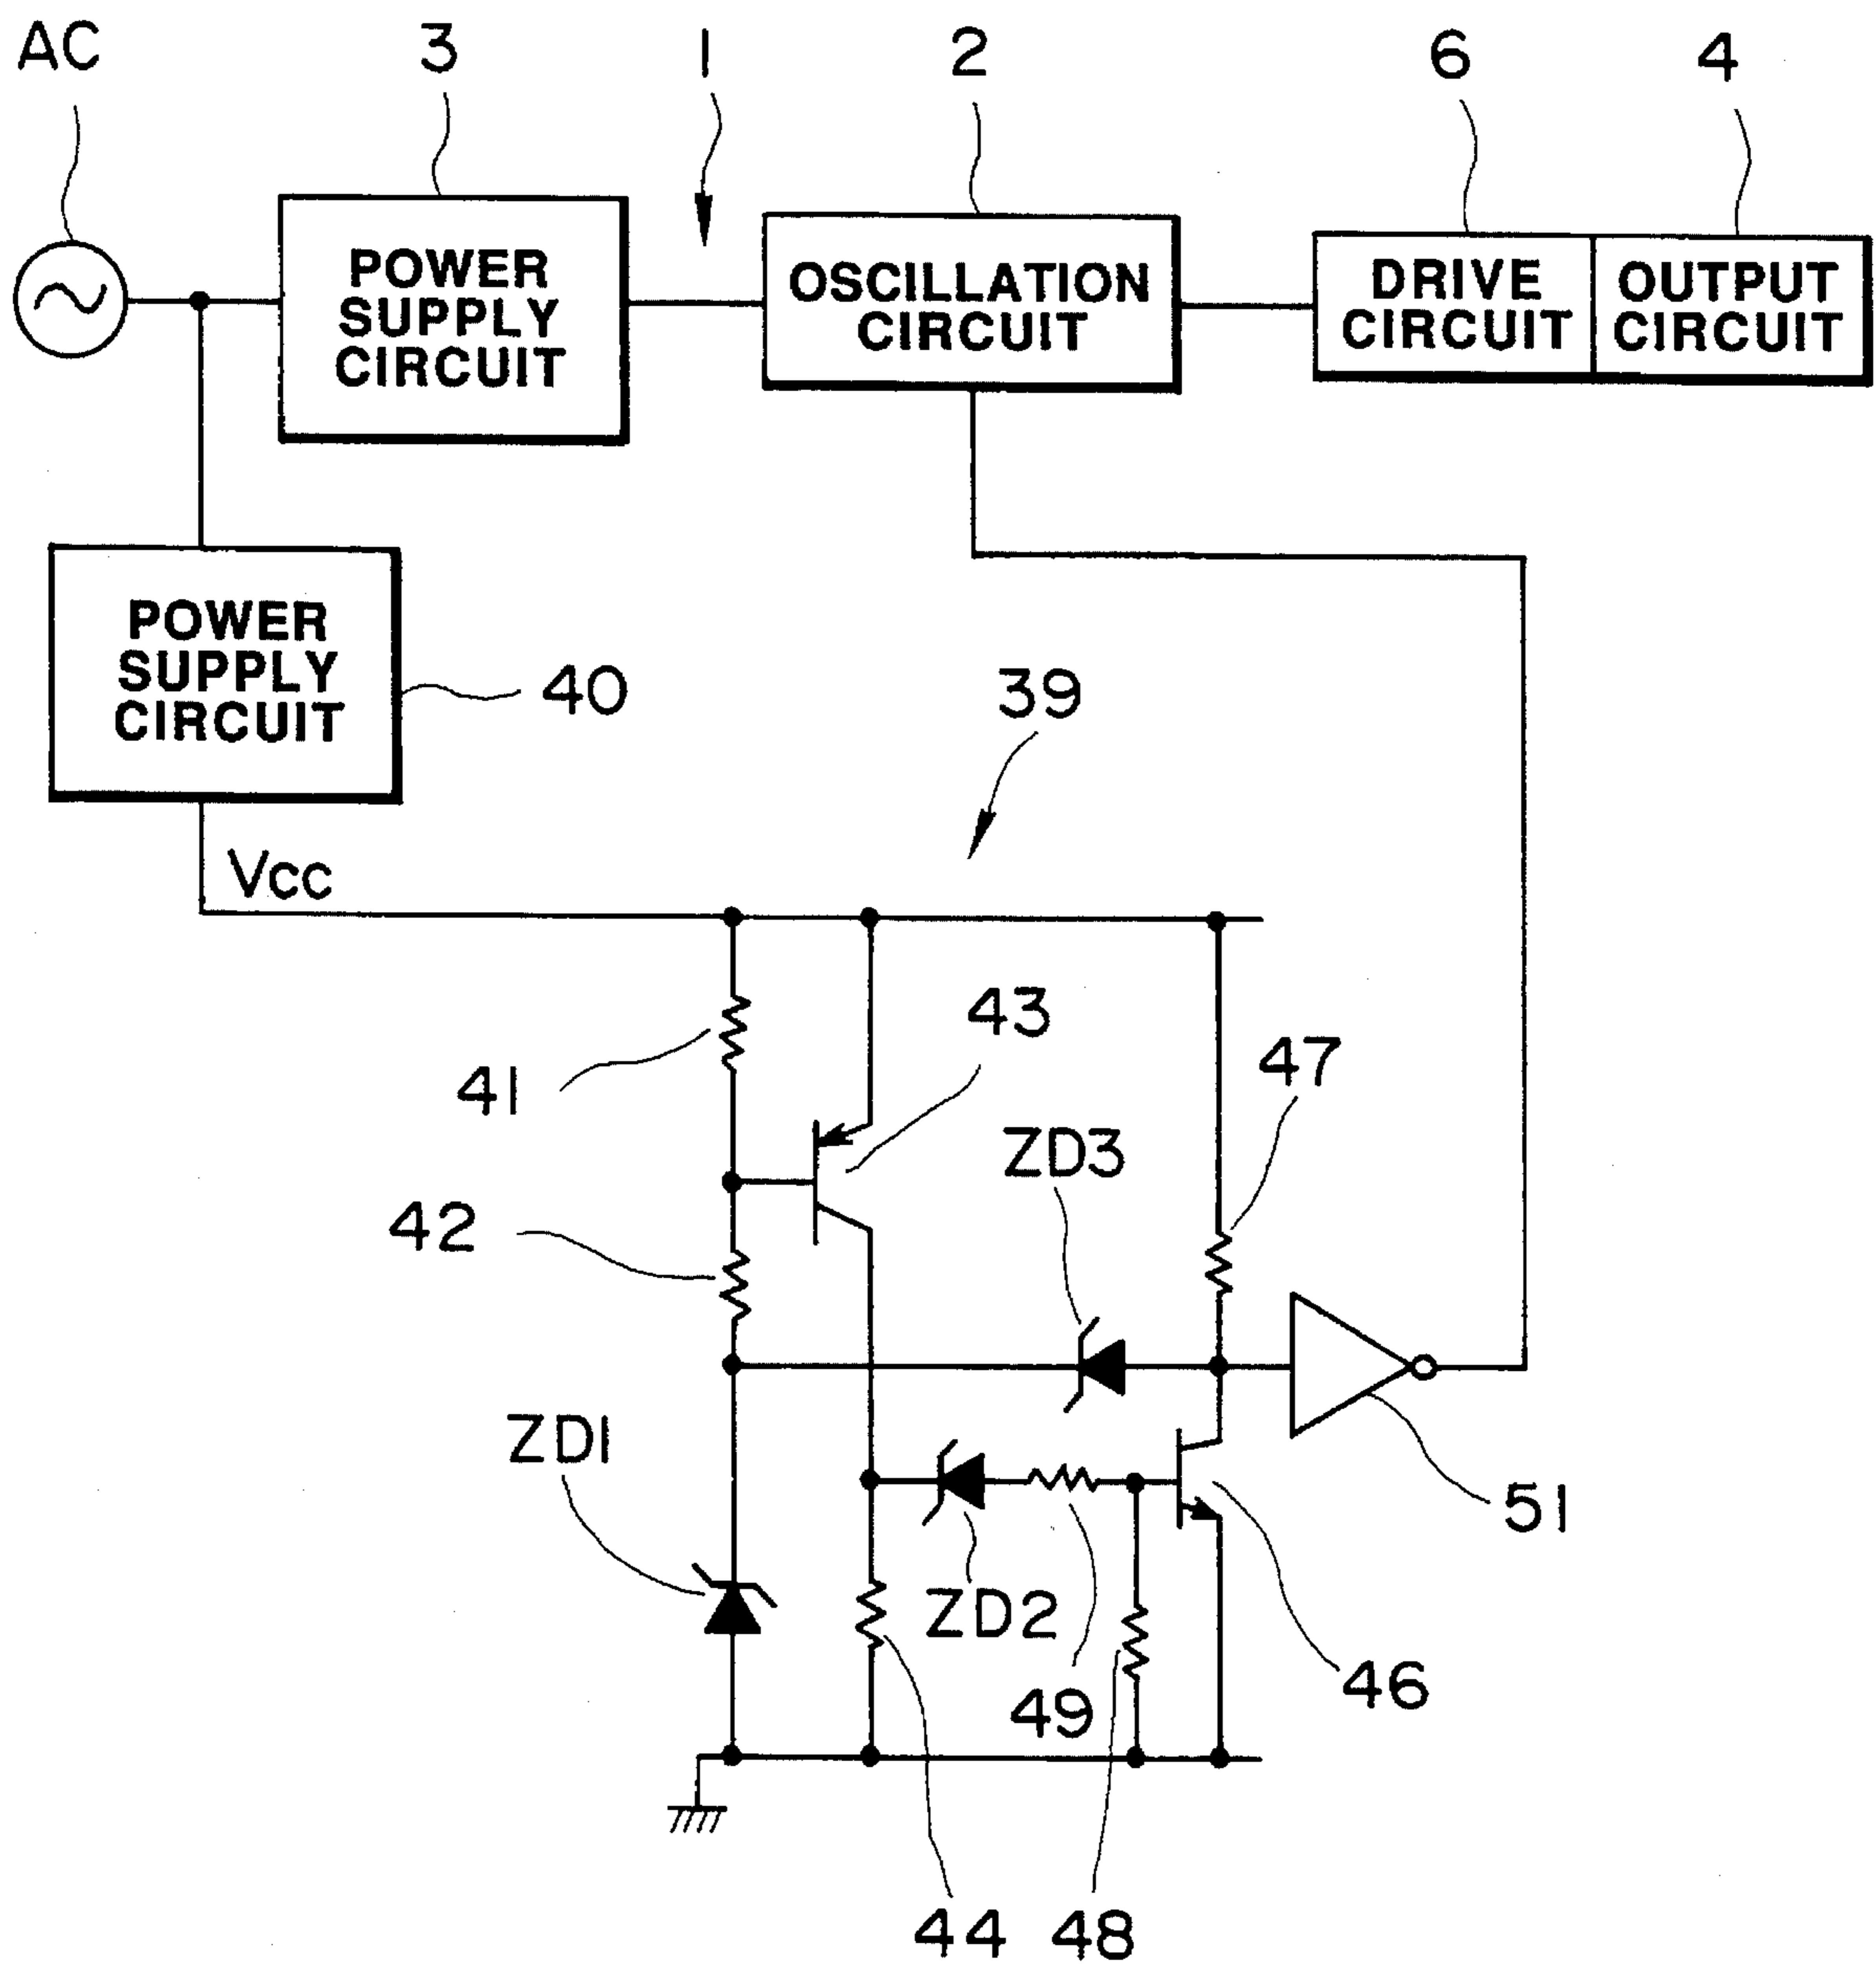 AC
3
1
2
6
4
POWER
SUPPLY
CIRCUIT
OSCILLATION
CIRCUIT
DRIVE
CIRCUIT
OUTPUT
CIRCUIT
POWER
SUPPLY
CIRCUIT
40
39
Vcc
43
41
47
ZD3
42
ZD1
51
ZD2
46
49
44
48